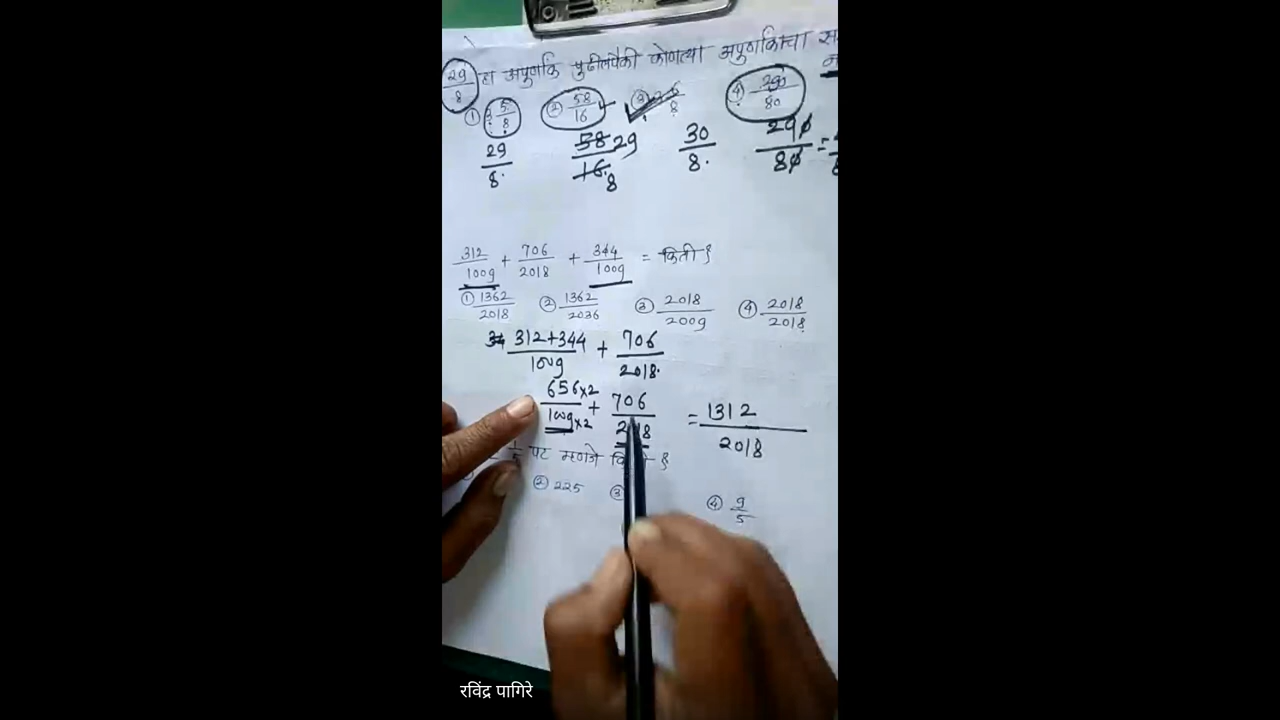 29/8 हा अपुर्णांक पुढीलपैकी कोणत्या अपुर्णांकाचा
① 3 5/8 ② 58/16 ③ ④ 290/80
29/8 58 29/16 8 30/8 290/80 =
312/1009 + 706/2018 + 344/1009 = किती ?
① 1362/2018 ② 1362/2036 ③ 2018/2009 ④ 2018/2018
312+344/1009 + 706/2018
656×2/1009×2 + 706/2018 = 1312/2018
पट म्हणजे
② 225 ③ ④ 9/5
रविंद्र पागिरे